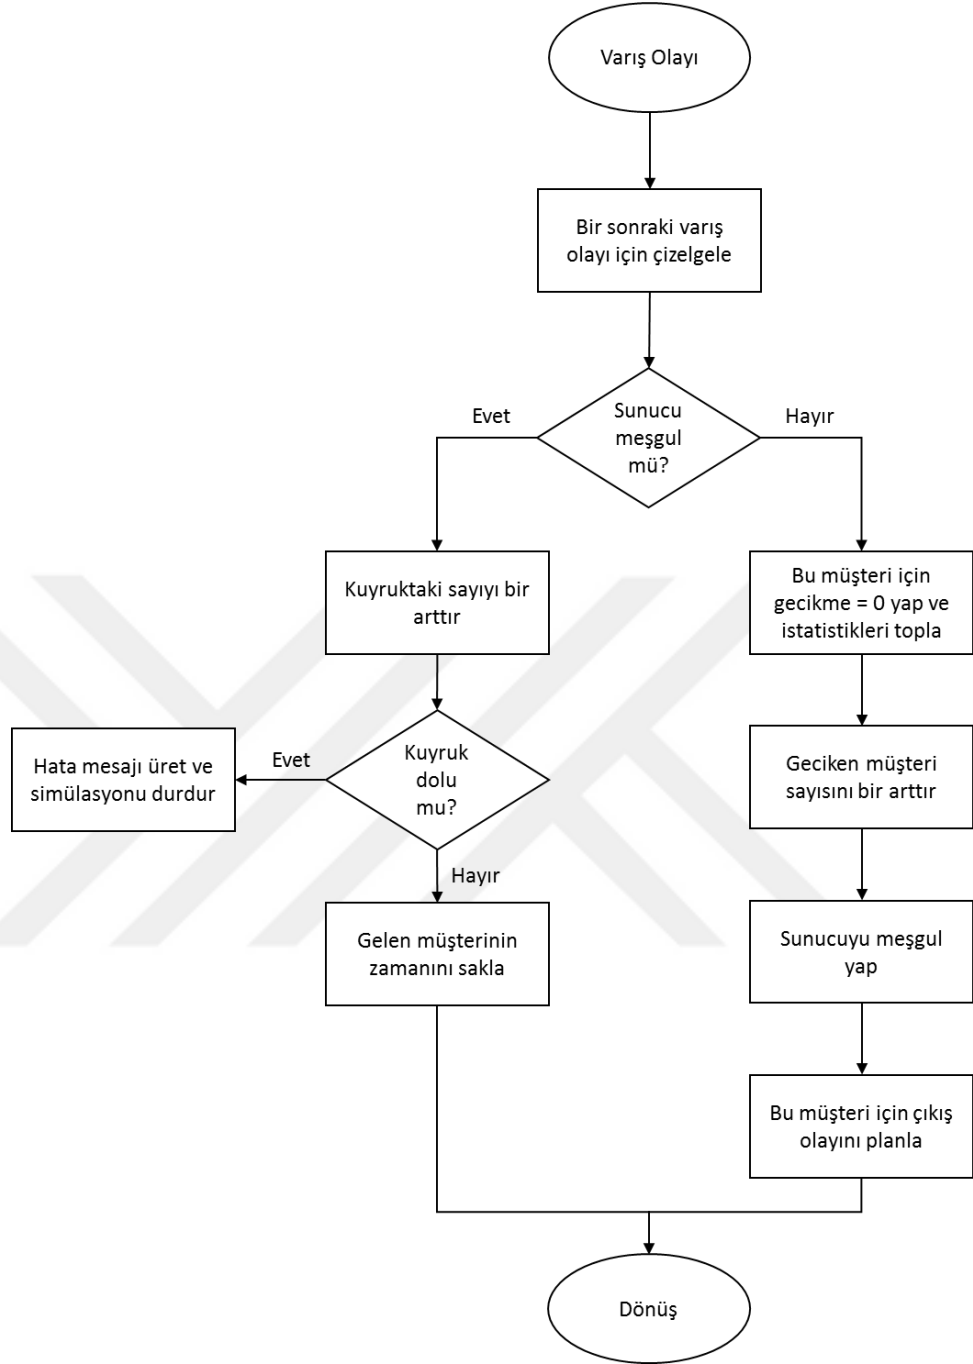 Varış Olayı
Bir sonraki varış
olayı için çizelgele
Sunucu
meşgul
mü?
Evet
Hayır
Kuyruktaki sayıyı bir
arttır
Bu müşteri için
gecikme = 0 yap ve
istatistikleri topla
Kuyruk
dolu
mu?
Evet
Hata mesajı üret ve
simülasyonu durdur
Geciken müşteri
sayısını bir arttır
Hayır
Gelen müşterinin
zamanını sakla
Sunucuyu meşgul
yap
Bu müşteri için çıkış
olayını planla
Dönüş